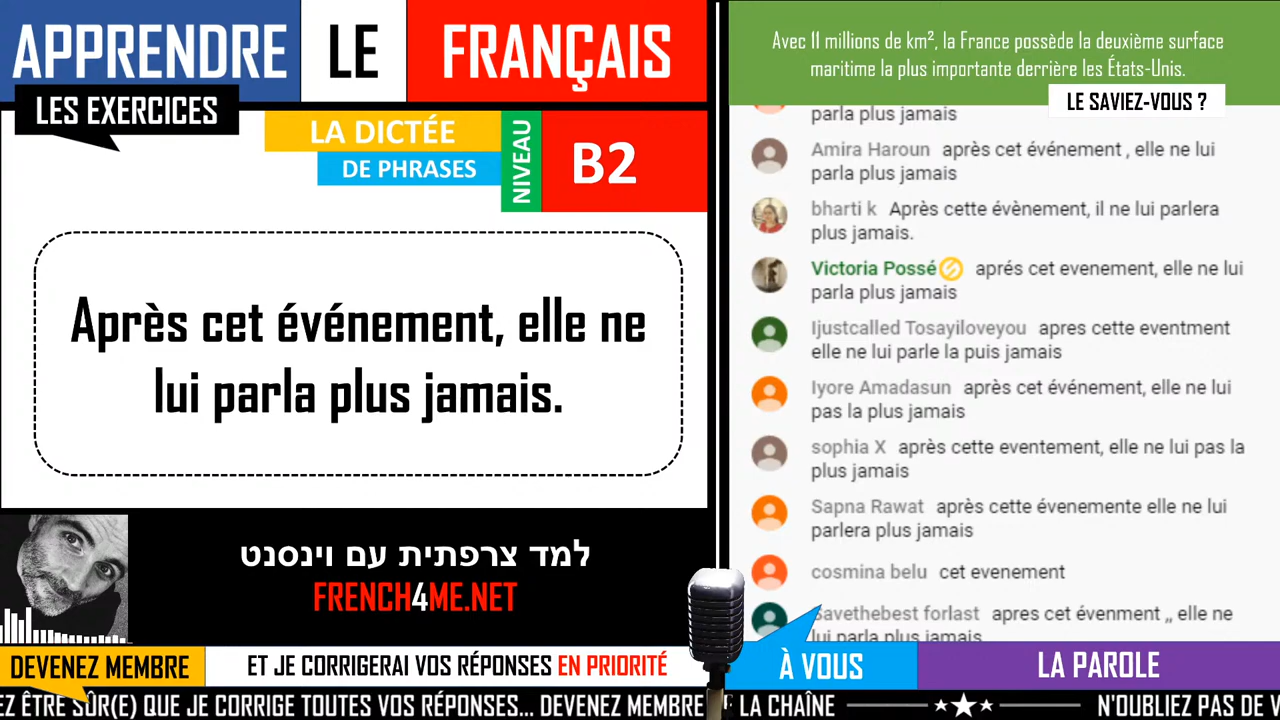 APPRENDRE LE FRANÇAIS
LES EXERCICES
LA DICTÉE
DE PHRASES
NIVEAU
B2
Après cet événement, elle ne
lui parla plus jamais.
למד צרפתית עם וינסנט
FRENCH4ME.NET
DEVENEZ MEMBRE
ET JE CORRIGERAI VOS RÉPONSES EN PRIORITÉ
Avec 11 millions de km², la France possède la deuxième surface
maritime la plus importante derrière les États-Unis.
LE SAVIEZ-VOUS ?
parla plus jamais
Amira Haroun après cet événement , elle ne lui
parla plus jamais
bharti k Après cette évènement, il ne lui parlera
plus jamais.
Victoria Possé aprés cet evenement, elle ne lui
parla plus jamais
Ijustcalled Tosayiloveyou apres cette eventment
elle ne lui parle la puis jamais
Iyore Amadasun après cet événement, elle ne lui
pas la plus jamais
sophia X après cette eventement, elle ne lui pas la
plus jamais
Sapna Rawat après cette évenemente elle ne lui
parlera plus jamais
cosmina belu cet evenement
Savethebest forlast apres cet évenment ,, elle ne
lui parla plus jamais
À VOUS
LA PAROLE
EZ ÊTRE SÛR(E) QUE JE CORRIGE TOUTES VOS RÉPONSES... DEVENEZ MEMBRE LA CHAÎNE N'OUBLIEZ PAS DE V